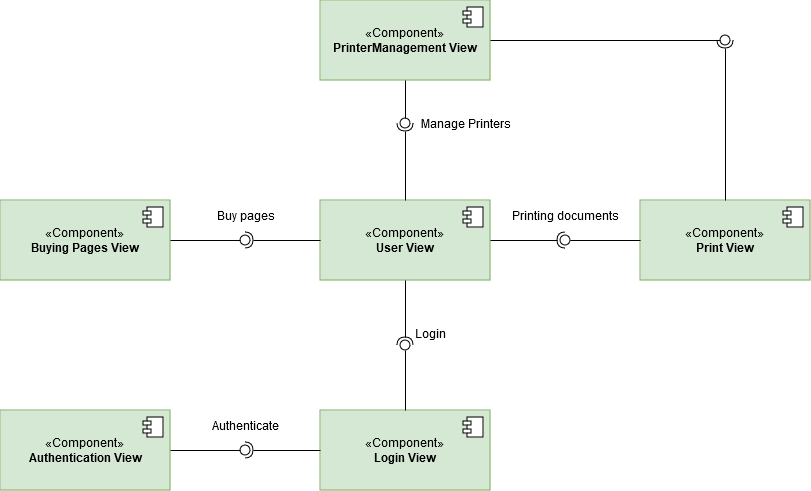 «Component»
PrinterManagement View
Manage Printers
«Component»
Buying Pages View
Buy pages
«Component»
User View
Printing documents
«Component»
Print View
Login
«Component»
Authentication View
Authenticate
«Component»
Login View